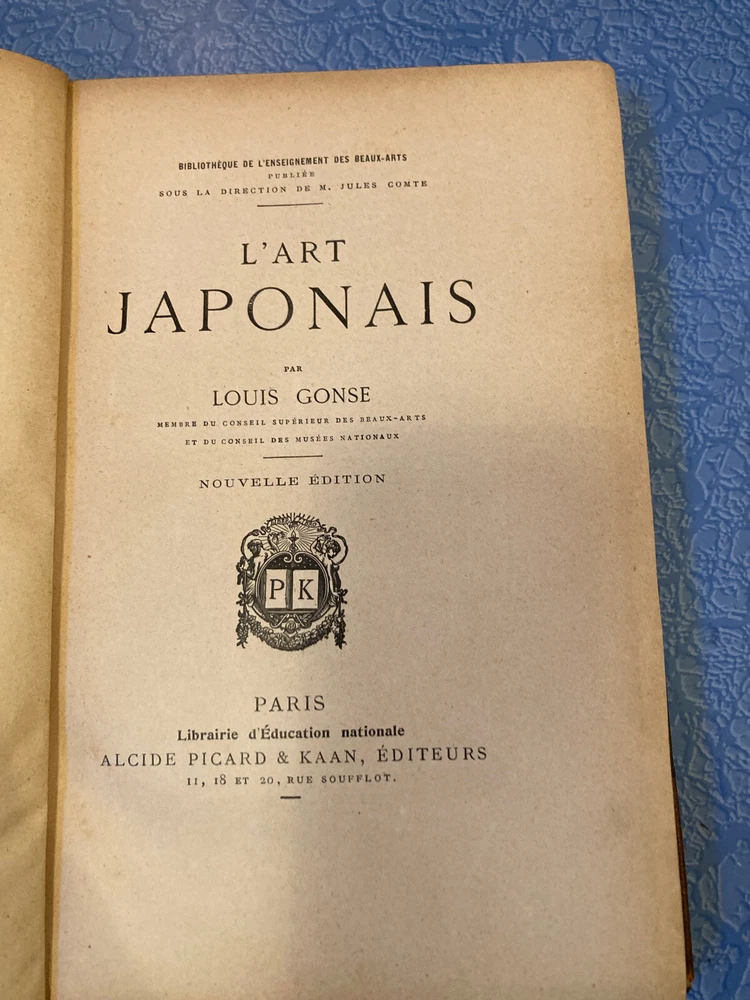 BIBLIOTHÈQUE DE L'ENSEIGNEMENT DES BEAUX-ARTS
PUBLIÉE
SOUS LA DIRECTION DE M. JULES COMTE
L'ART
JAPONAIS
PAR
LOUIS GONSE
MEMBRE DU CONSEIL SUPÉRIEUR DES BEAUX-ARTS
ET DU CONSEIL DES MUSÉES NATIONAUX
NOUVELLE ÉDITION
P K
PARIS
Librairie d'Éducation nationale
ALCIDE PICARD & KAAN, ÉDITEURS
11, 18 ET 20, RUE SOUFFLOT.